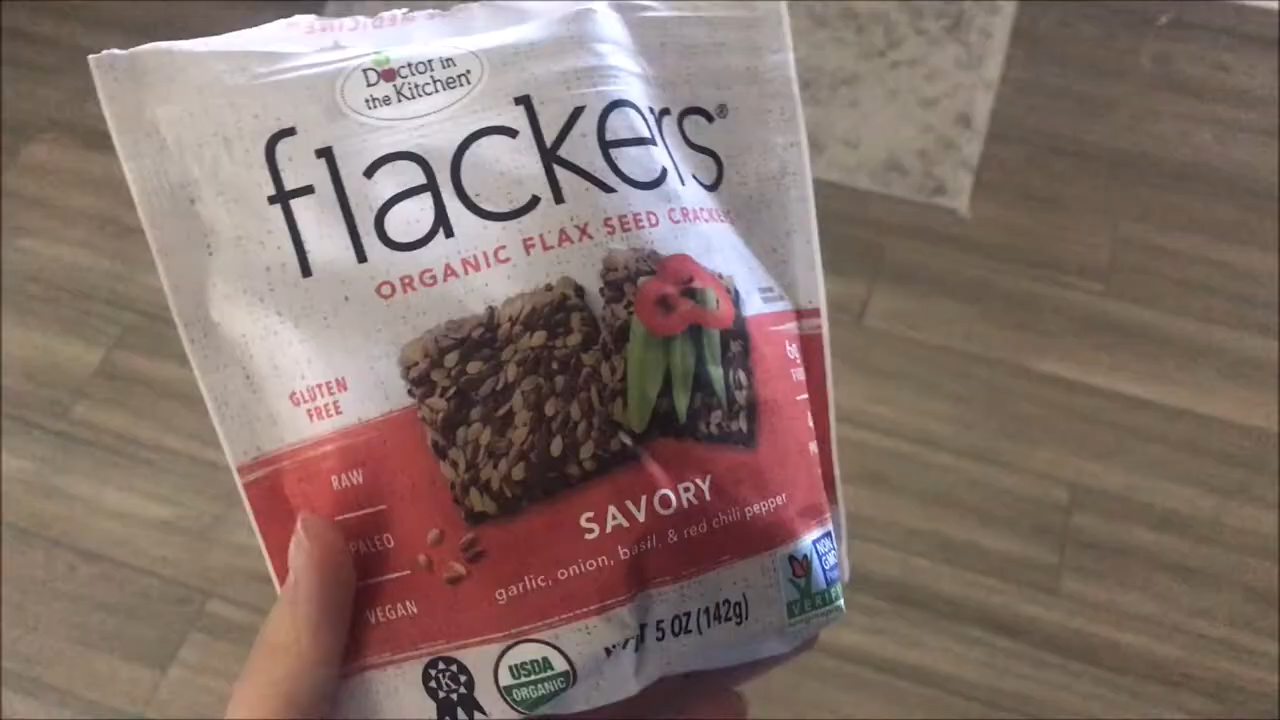 Doctor in
the Kitchen®
flackers®
ORGANIC FLAX SEED CRACKERS
GLUTEN
FREE
RAW
PALEO
VEGAN
SAVORY
garlic, onion, basil, & red chili pepper
5 OZ (142g)
K
USDA
ORGANIC
NON
GMO
6g